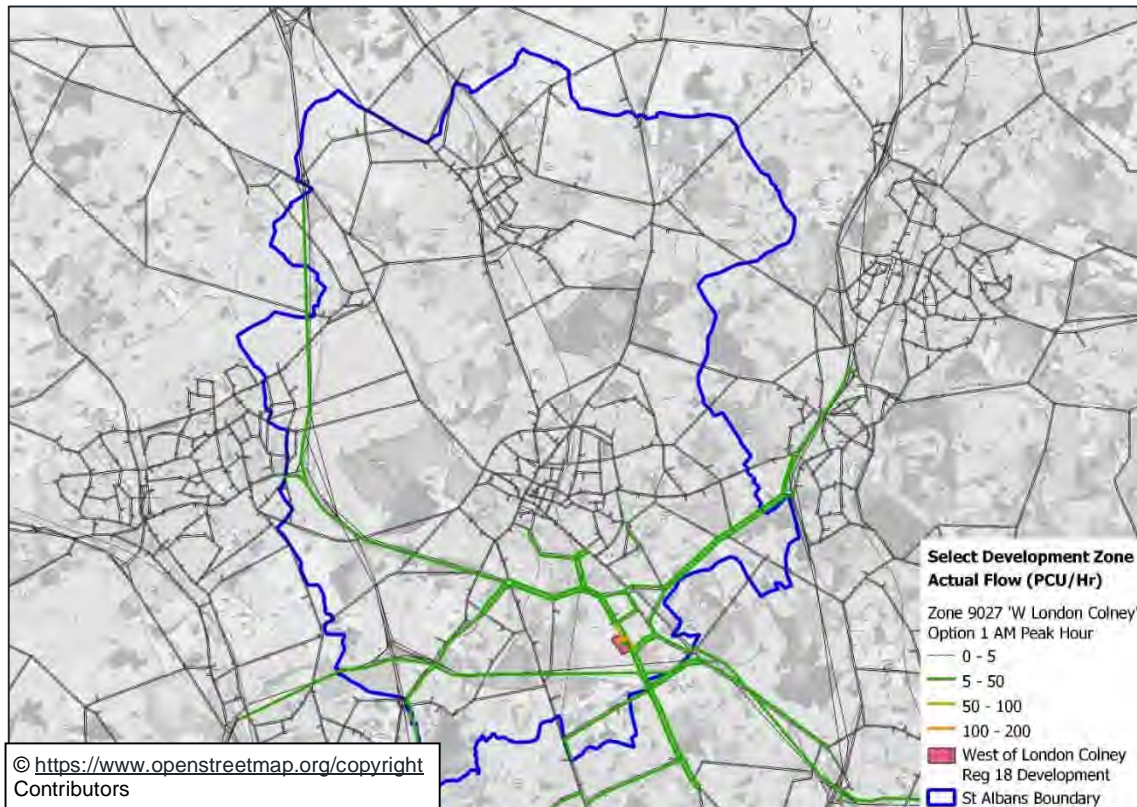 Select Development Zone
Actual Flow (PCU/Hr)
Zone 9027 'W London Colney'
Option 1 AM Peak Hour
0 - 5
5 - 50
50 - 100
100 - 200
West of London Colney
Reg 18 Development
St Albans Boundary
© https://www.openstreetmap.org/copyright
Contributors